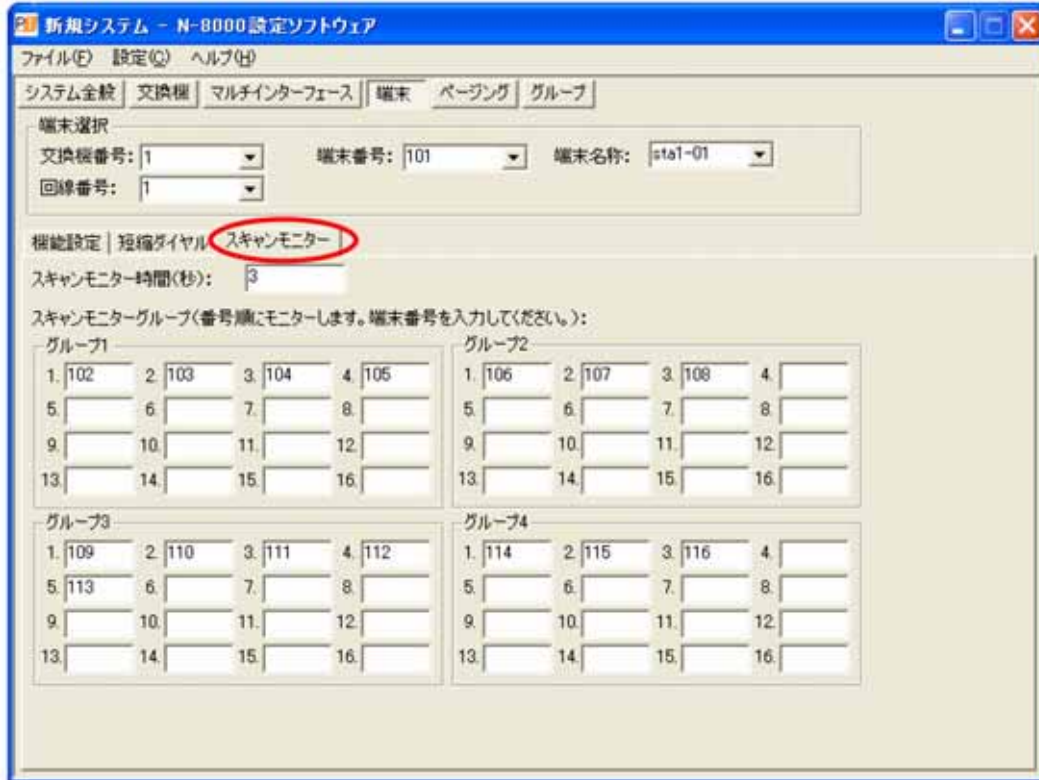 新規システム - N-8000設定ソフトウェア
ファイル(F) 設定(C) ヘルプ(H)
システム全般 交換機 マルチインターフェース 端末 ページング グループ
端末選択
交換機番号: 1 端末番号: 101 端末名称: sta1-01
回線番号: 1
機能設定 短縮ダイヤル スキャンモニター
スキャンモニター時間(秒): 3
スキャンモニターグループ(番号順にモニターします。端末番号を入力してください。):
グループ1
1. 102 2. 103 3. 104 4. 105
5. 6. 7. 8.
9. 10. 11. 12.
13. 14. 15. 16.
グループ2
1. 106 2. 107 3. 108 4.
5. 6. 7. 8.
9. 10. 11. 12.
13. 14. 15. 16.
グループ3
1. 109 2. 110 3. 111 4. 112
5. 113 6. 7. 8.
9. 10. 11. 12.
13. 14. 15. 16.
グループ4
1. 114 2. 115 3. 116 4.
5. 6. 7. 8.
9. 10. 11. 12.
13. 14. 15. 16.